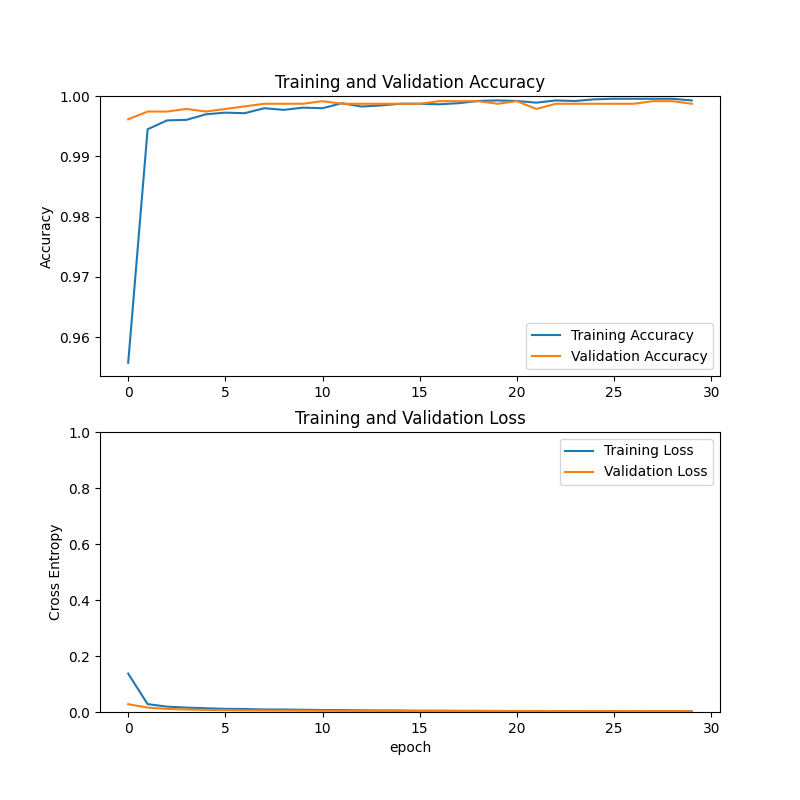 Training and Validation Accuracy
1.00
0.99
0.98
0.97
0.96
Accuracy
Training Accuracy
Validation Accuracy
0 5 10 15 20 25 30
Training and Validation Loss
1.0
0.8
0.6
0.4
0.2
0.0
Cross Entropy
Training Loss
Validation Loss
0 5 10 15 20 25 30
epoch